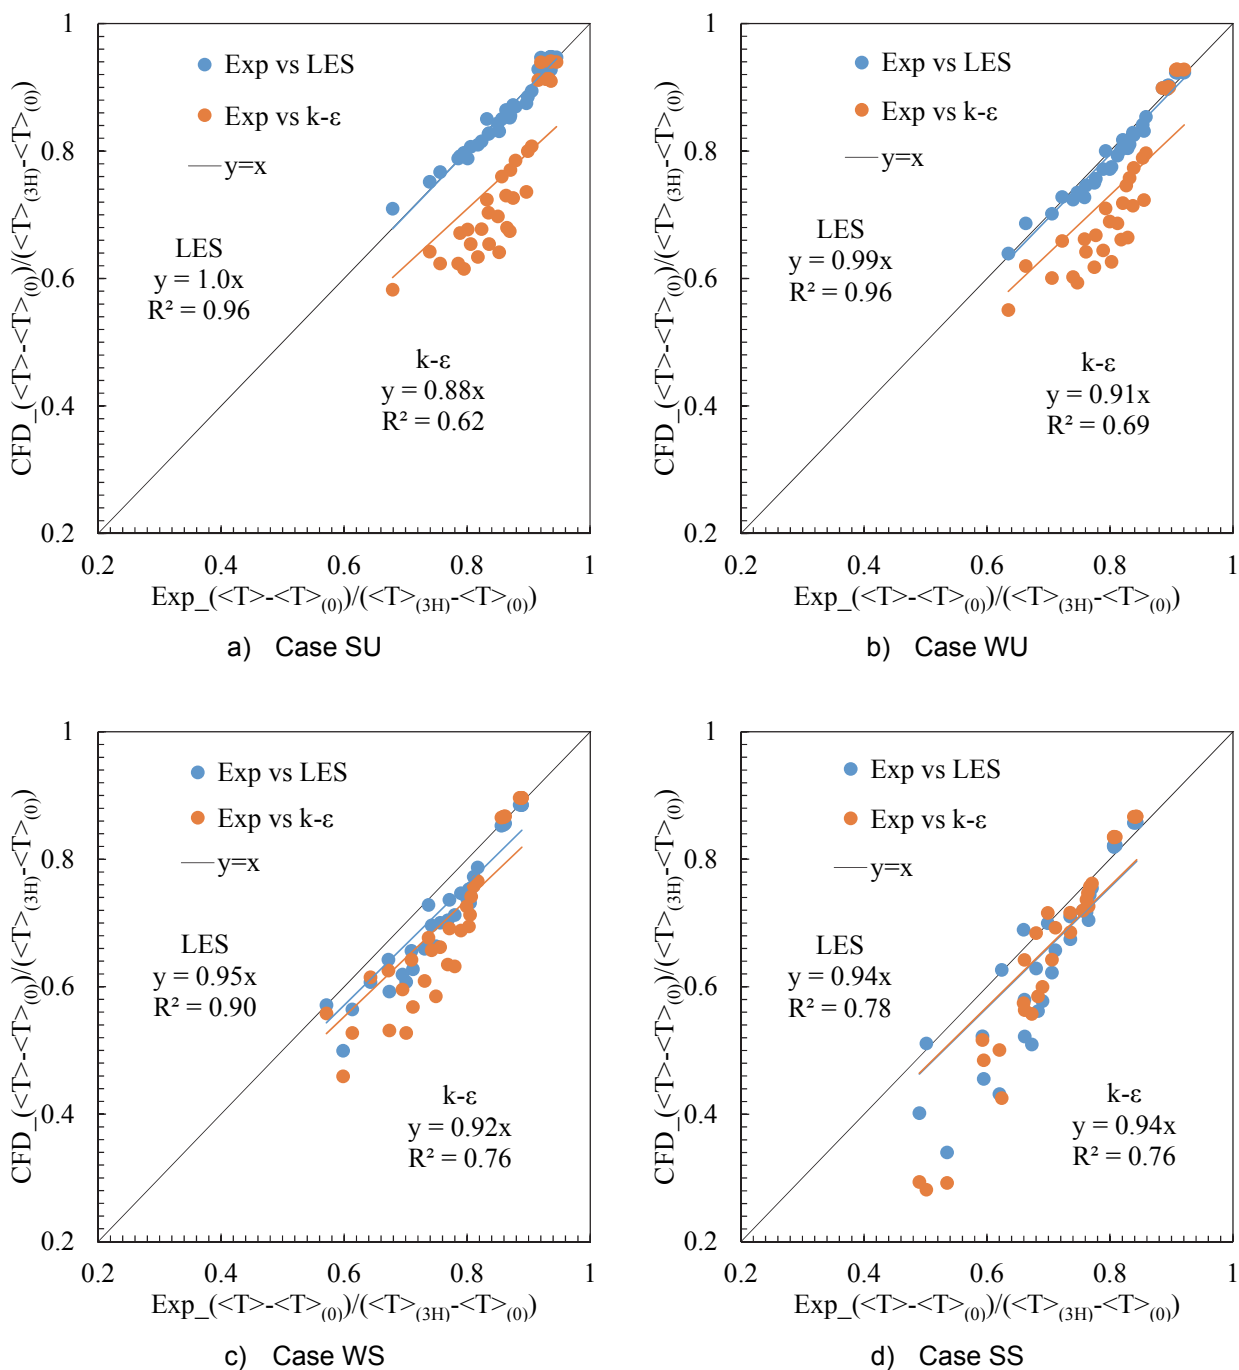 1
0.8
0.6
0.4
0.2
0.2
0.4
0.6
0.8
1
CFD_(<T>-<T>(0))/(<T>(3H)-<T>(0))
Exp vs LES
Exp vs k-ε
y=x
LES
y = 1.0x
R² = 0.96
k-ε
y = 0.88x
R² = 0.62
Exp_(<T>-<T>(0))/(<T>(3H)-<T>(0))
a) Case SU
1
0.8
0.6
0.4
0.2
0.2
0.4
0.6
0.8
1
CFD_(<T>-<T>(0))/(<T>(3H)-<T>(0))
Exp vs LES
Exp vs k-ε
y=x
LES
y = 0.99x
R² = 0.96
k-ε
y = 0.91x
R² = 0.69
Exp_(<T>-<T>(0))/(<T>(3H)-<T>(0))
b) Case WU
1
0.8
0.6
0.4
0.2
0.2
0.4
0.6
0.8
1
CFD_(<T>-<T>(0))/(<T>(3H)-<T>(0))
Exp vs LES
Exp vs k-ε
y=x
LES
y = 0.95x
R² = 0.90
k-ε
y = 0.92x
R² = 0.76
Exp_(<T>-<T>(0))/(<T>(3H)-<T>(0))
c) Case WS
1
0.8
0.6
0.4
0.2
0.2
0.4
0.6
0.8
1
CFD_(<T>-<T>(0))/(<T>(3H)-<T>(0))
Exp vs LES
Exp vs k-ε
y=x
LES
y = 0.94x
R² = 0.78
k-ε
y = 0.94x
R² = 0.76
Exp_(<T>-<T>(0))/(<T>(3H)-<T>(0))
d) Case SS